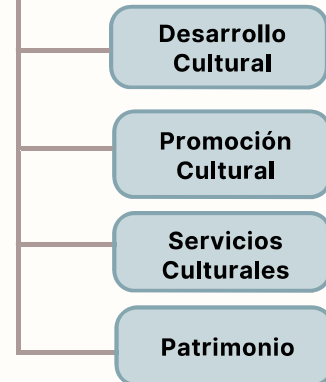 Desarrollo
Cultural
Promoción
Cultural
Servicios
Culturales
Patrimonio